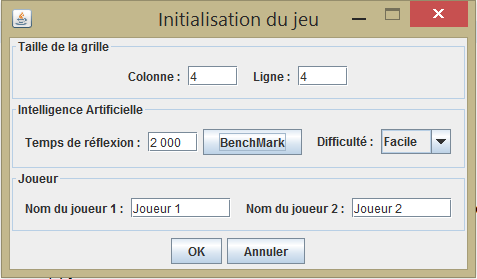 Initialisation du jeu
Taille de la grille
Colonne : 4 Ligne : 4
Intelligence Artificielle
Temps de réflexion : 2 000 BenchMark Difficulté : Facile
Joueur
Nom du joueur 1 : Joueur 1 Nom du joueur 2 : Joueur 2
OK Annuler